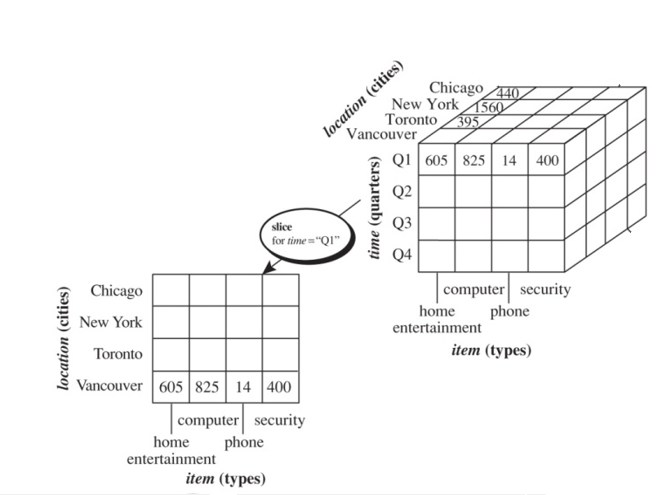 location (cities)
Chicago 440
New York 1560
Toronto 395
Vancouver
time (quarters)
Q1 605 825 14 400
Q2
Q3
Q4
computer security
home phone
entertainment
item (types)
slice
for time = "Q1"
location (cities)
Chicago
New York
Toronto
Vancouver 605 825 14 400
computer security
home phone
entertainment
item (types)